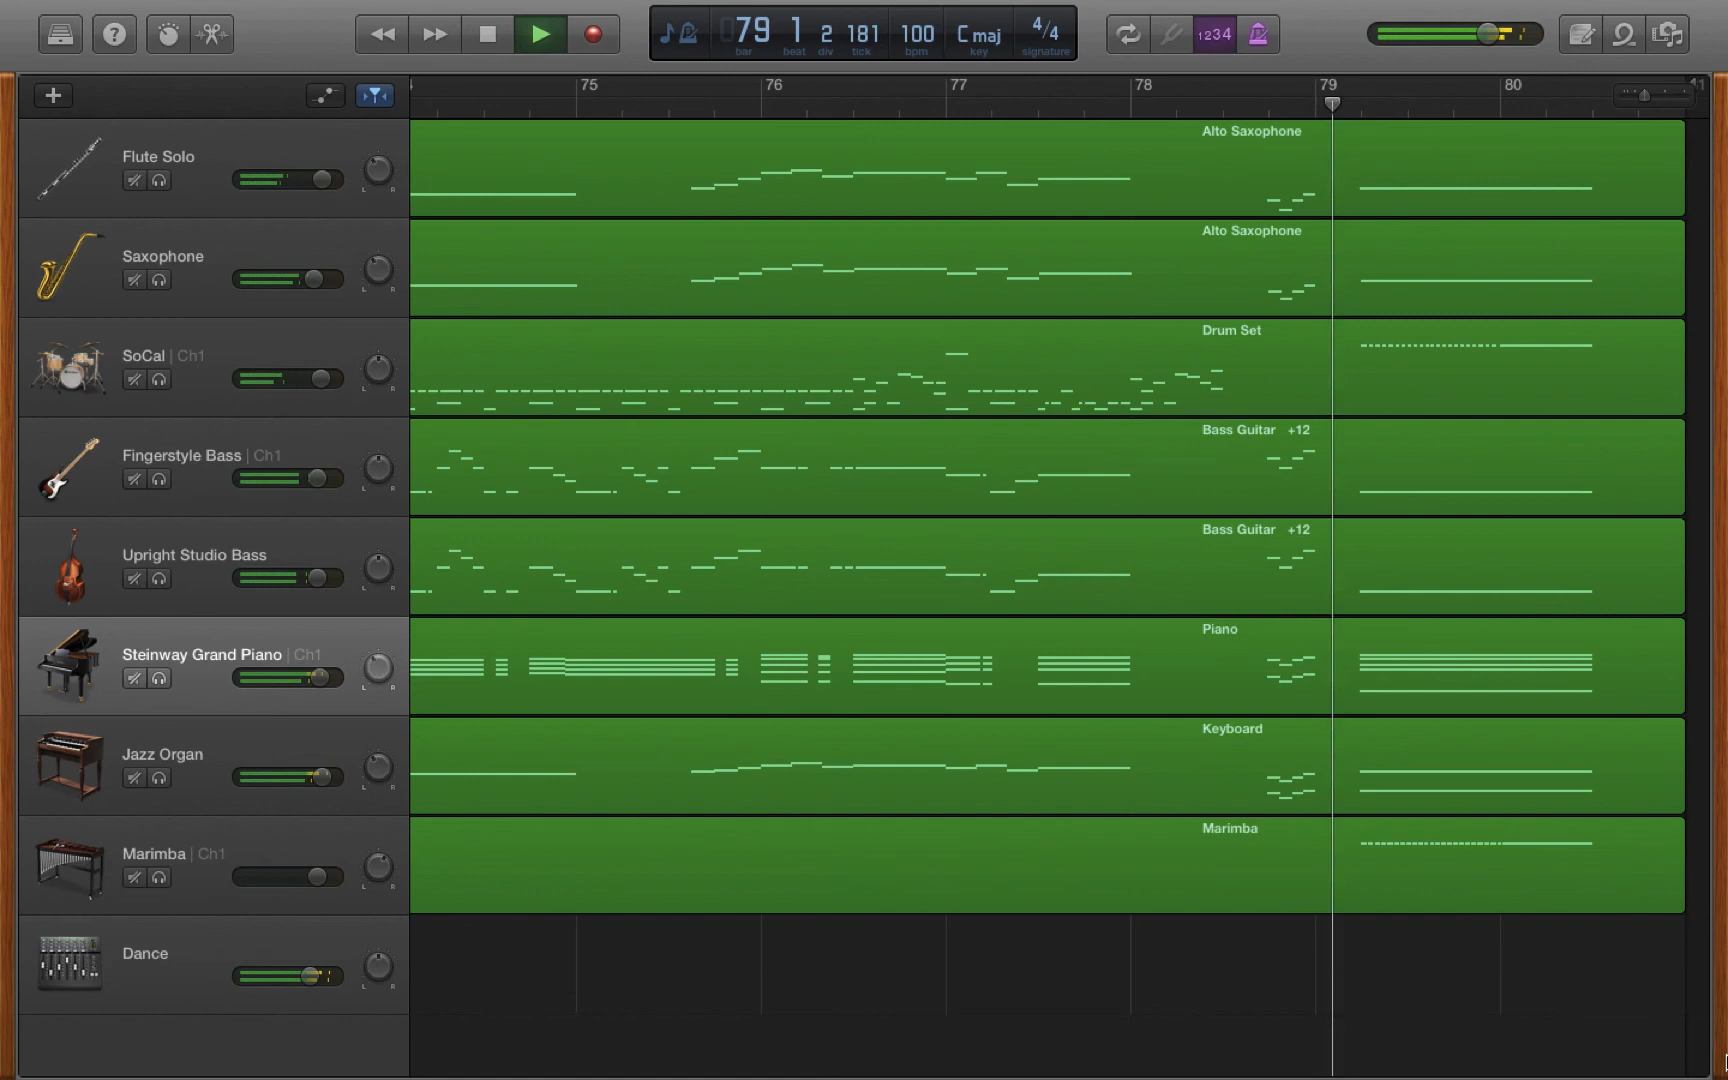 79 1 2 181 100 C maj 4/4
bar beat div tick bpm key signature
1234
75 76 77 78 79 80
Flute Solo
Alto Saxophone
L R
Saxophone
Alto Saxophone
L R
SoCal | Ch1
Drum Set
L R
Fingerstyle Bass | Ch1
Bass Guitar +12
L R
Upright Studio Bass
Bass Guitar +12
L R
Steinway Grand Piano | Ch1
Piano
L R
Jazz Organ
Keyboard
L R
Marimba | Ch1
Marimba
L R
Dance
L R